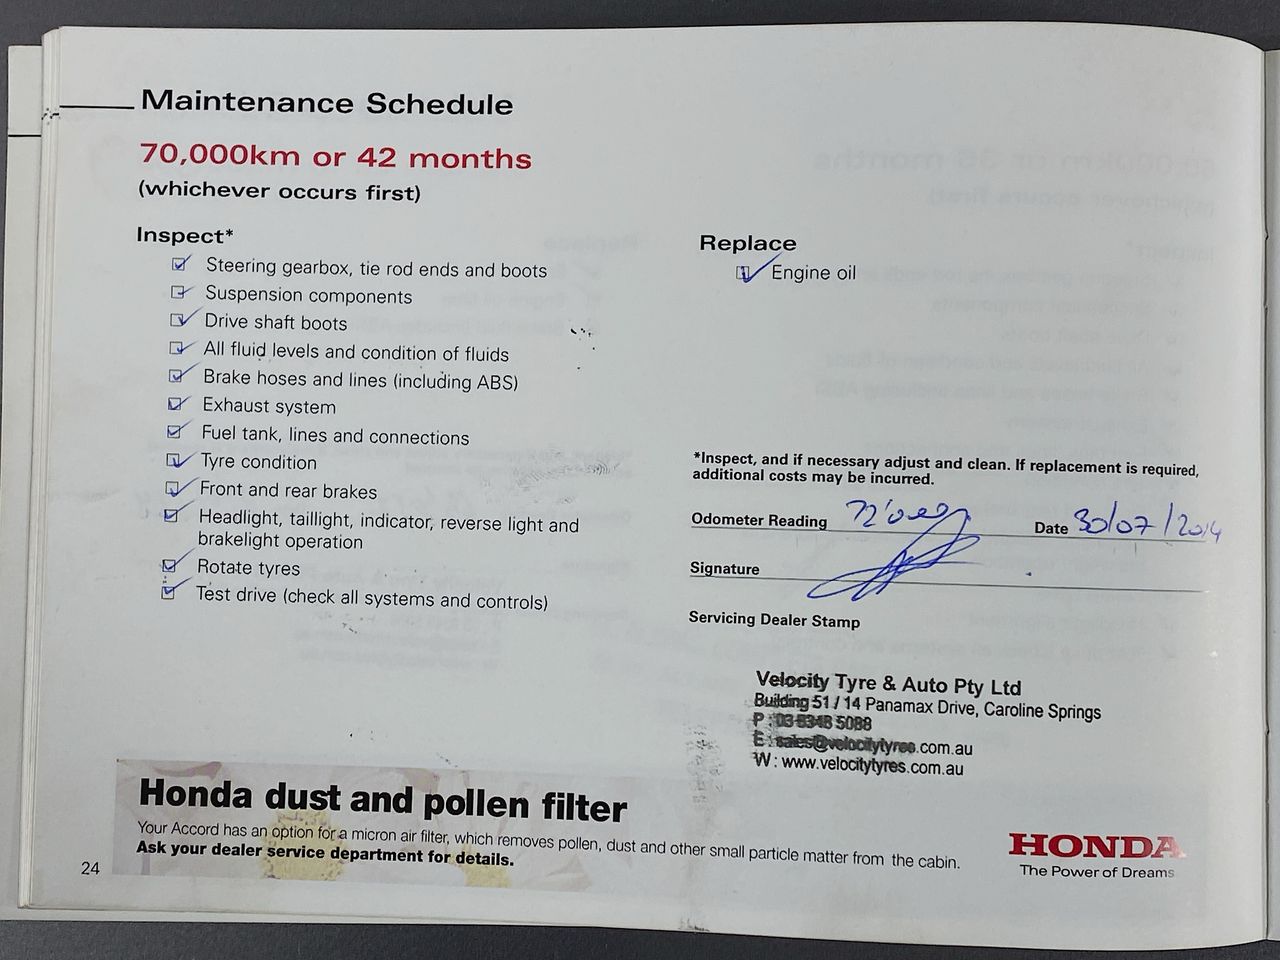 Maintenance Schedule
70,000km or 42 months
(whichever occurs first)
Inspect*
Steering gearbox, tie rod ends and boots
Suspension components
Drive shaft boots
All fluid levels and condition of fluids
Brake hoses and lines (including ABS)
Exhaust system
Fuel tank, lines and connections
Tyre condition
Front and rear brakes
Headlight, taillight, indicator, reverse light and
brakelight operation
Rotate tyres
Test drive (check all systems and controls)
Replace
Engine oil
*Inspect, and if necessary adjust and clean. If replacement is required,
additional costs may be incurred.
Odometer Reading Date 30/07/2014
Signature
Servicing Dealer Stamp
Velocity Tyre & Auto Pty Ltd
Building 51 / 14 Panamax Drive, Caroline Springs
P : 03 8348 5088
E : sales@velocitytyres.com.au
W : www.velocitytyres.com.au
Honda dust and pollen filter
Your Accord has an option for a micron air filter, which removes pollen, dust and other small particle matter from the cabin.
Ask your dealer service department for details.
HONDA
The Power of Dreams
24